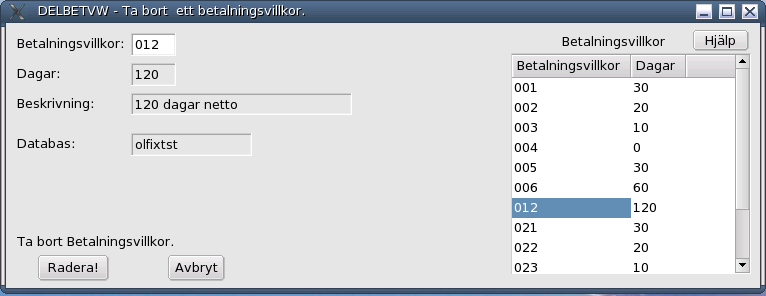 DELBETVW - Ta bort ett betalningsvillkor.
Betalningsvillkor: 012
Dagar: 120
Beskrivning: 120 dagar netto
Databas: olfixtst
Ta bort Betalningsvillkor.
Radera! Avbryt
Betalningsvillkor Hjälp
Betalningsvillkor Dagar
001 30
002 20
003 10
004 0
005 30
006 60
012 120
021 30
022 20
023 10